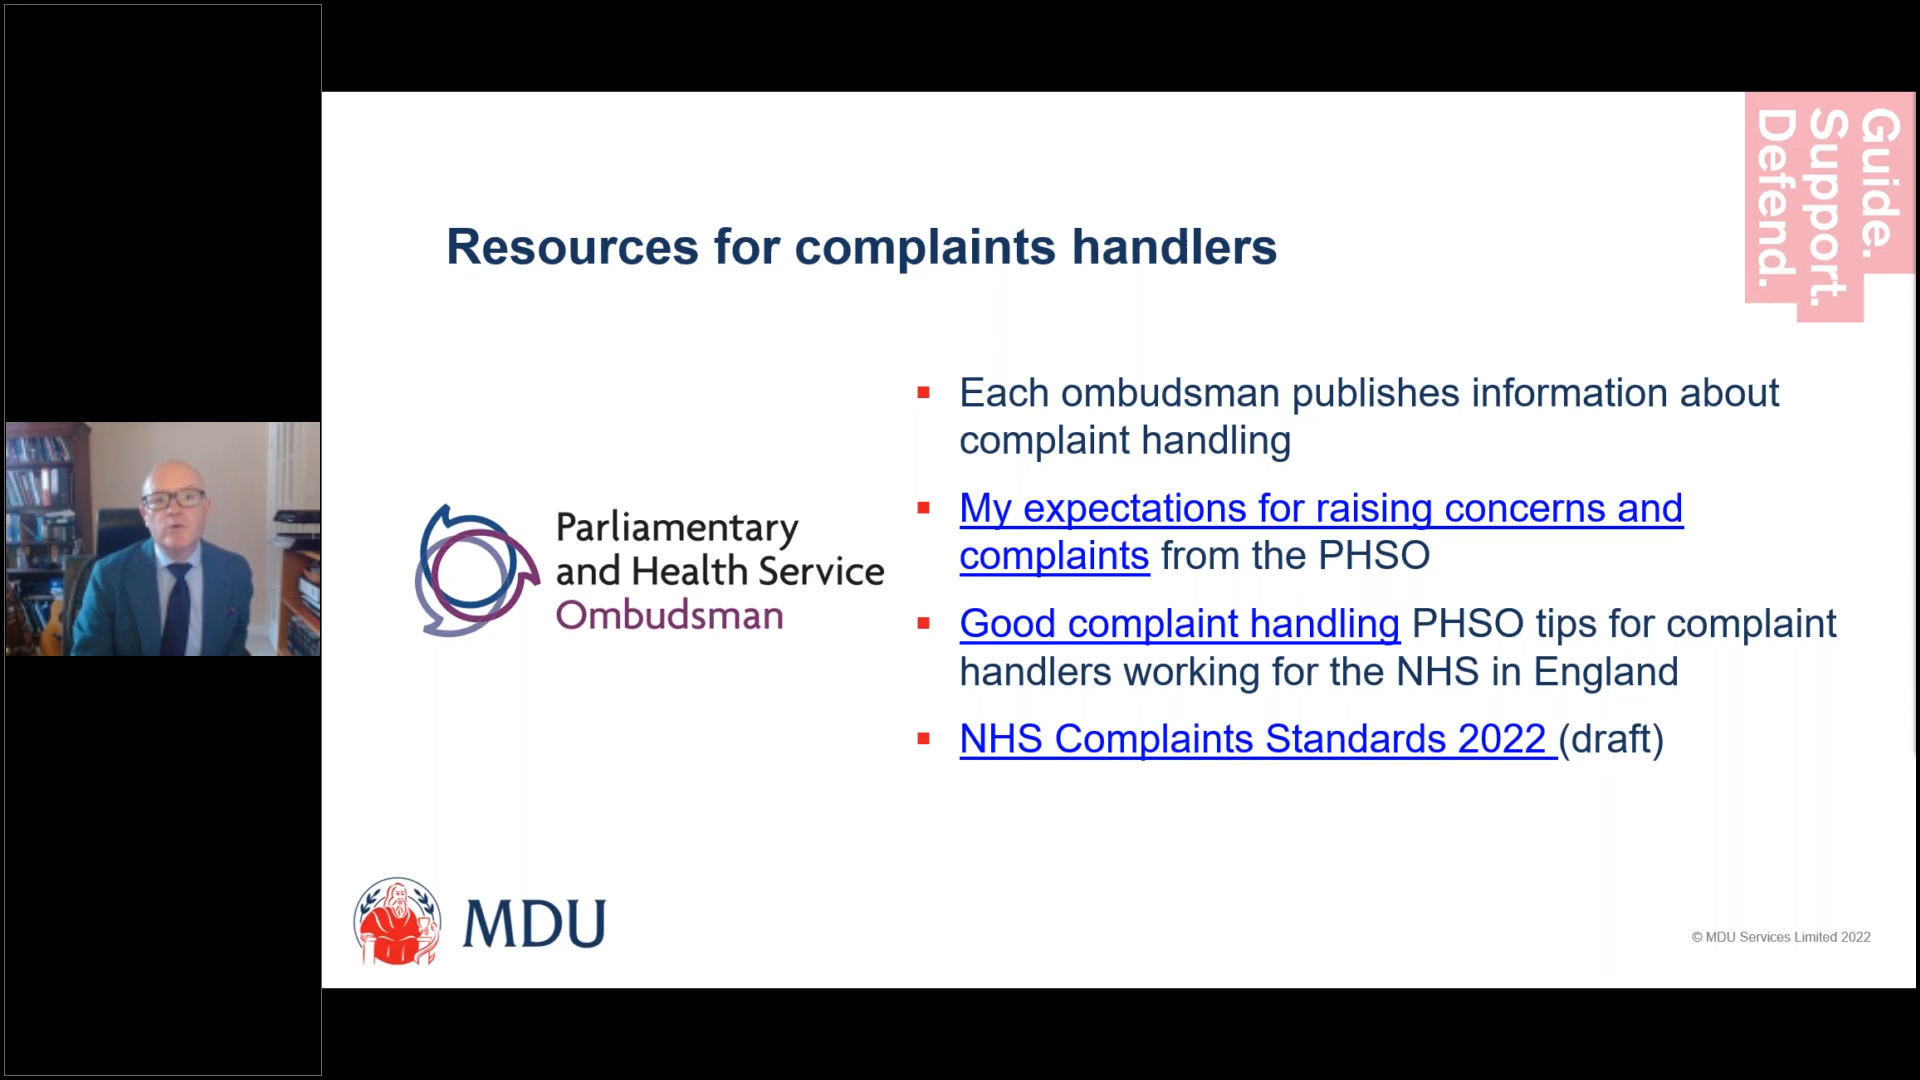 Guide.
Support.
Defend.
Resources for complaints handlers
Parliamentary
and Health Service
Ombudsman
Each ombudsman publishes information about
complaint handling
My expectations for raising concerns and
complaints from the PHSO
Good complaint handling PHSO tips for complaint
handlers working for the NHS in England
NHS Complaints Standards 2022 (draft)
MDU
© MDU Services Limited 2022